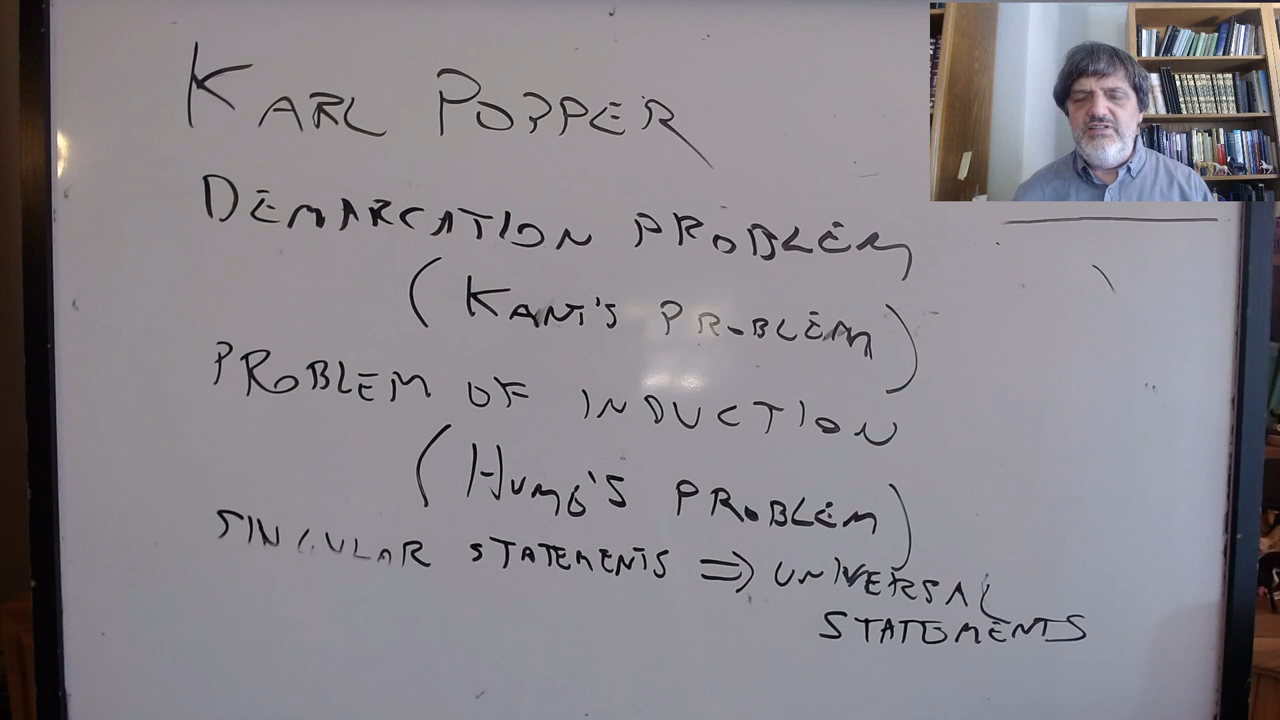 KARL POPPER
DEMARCATION PROBLEM
(KANT'S PROBLEM)
PROBLEM OF INDUCTION
(HUME'S PROBLEM)
SINGULAR STATEMENTS ⇒ UNIVERSAL
STATEMENTS